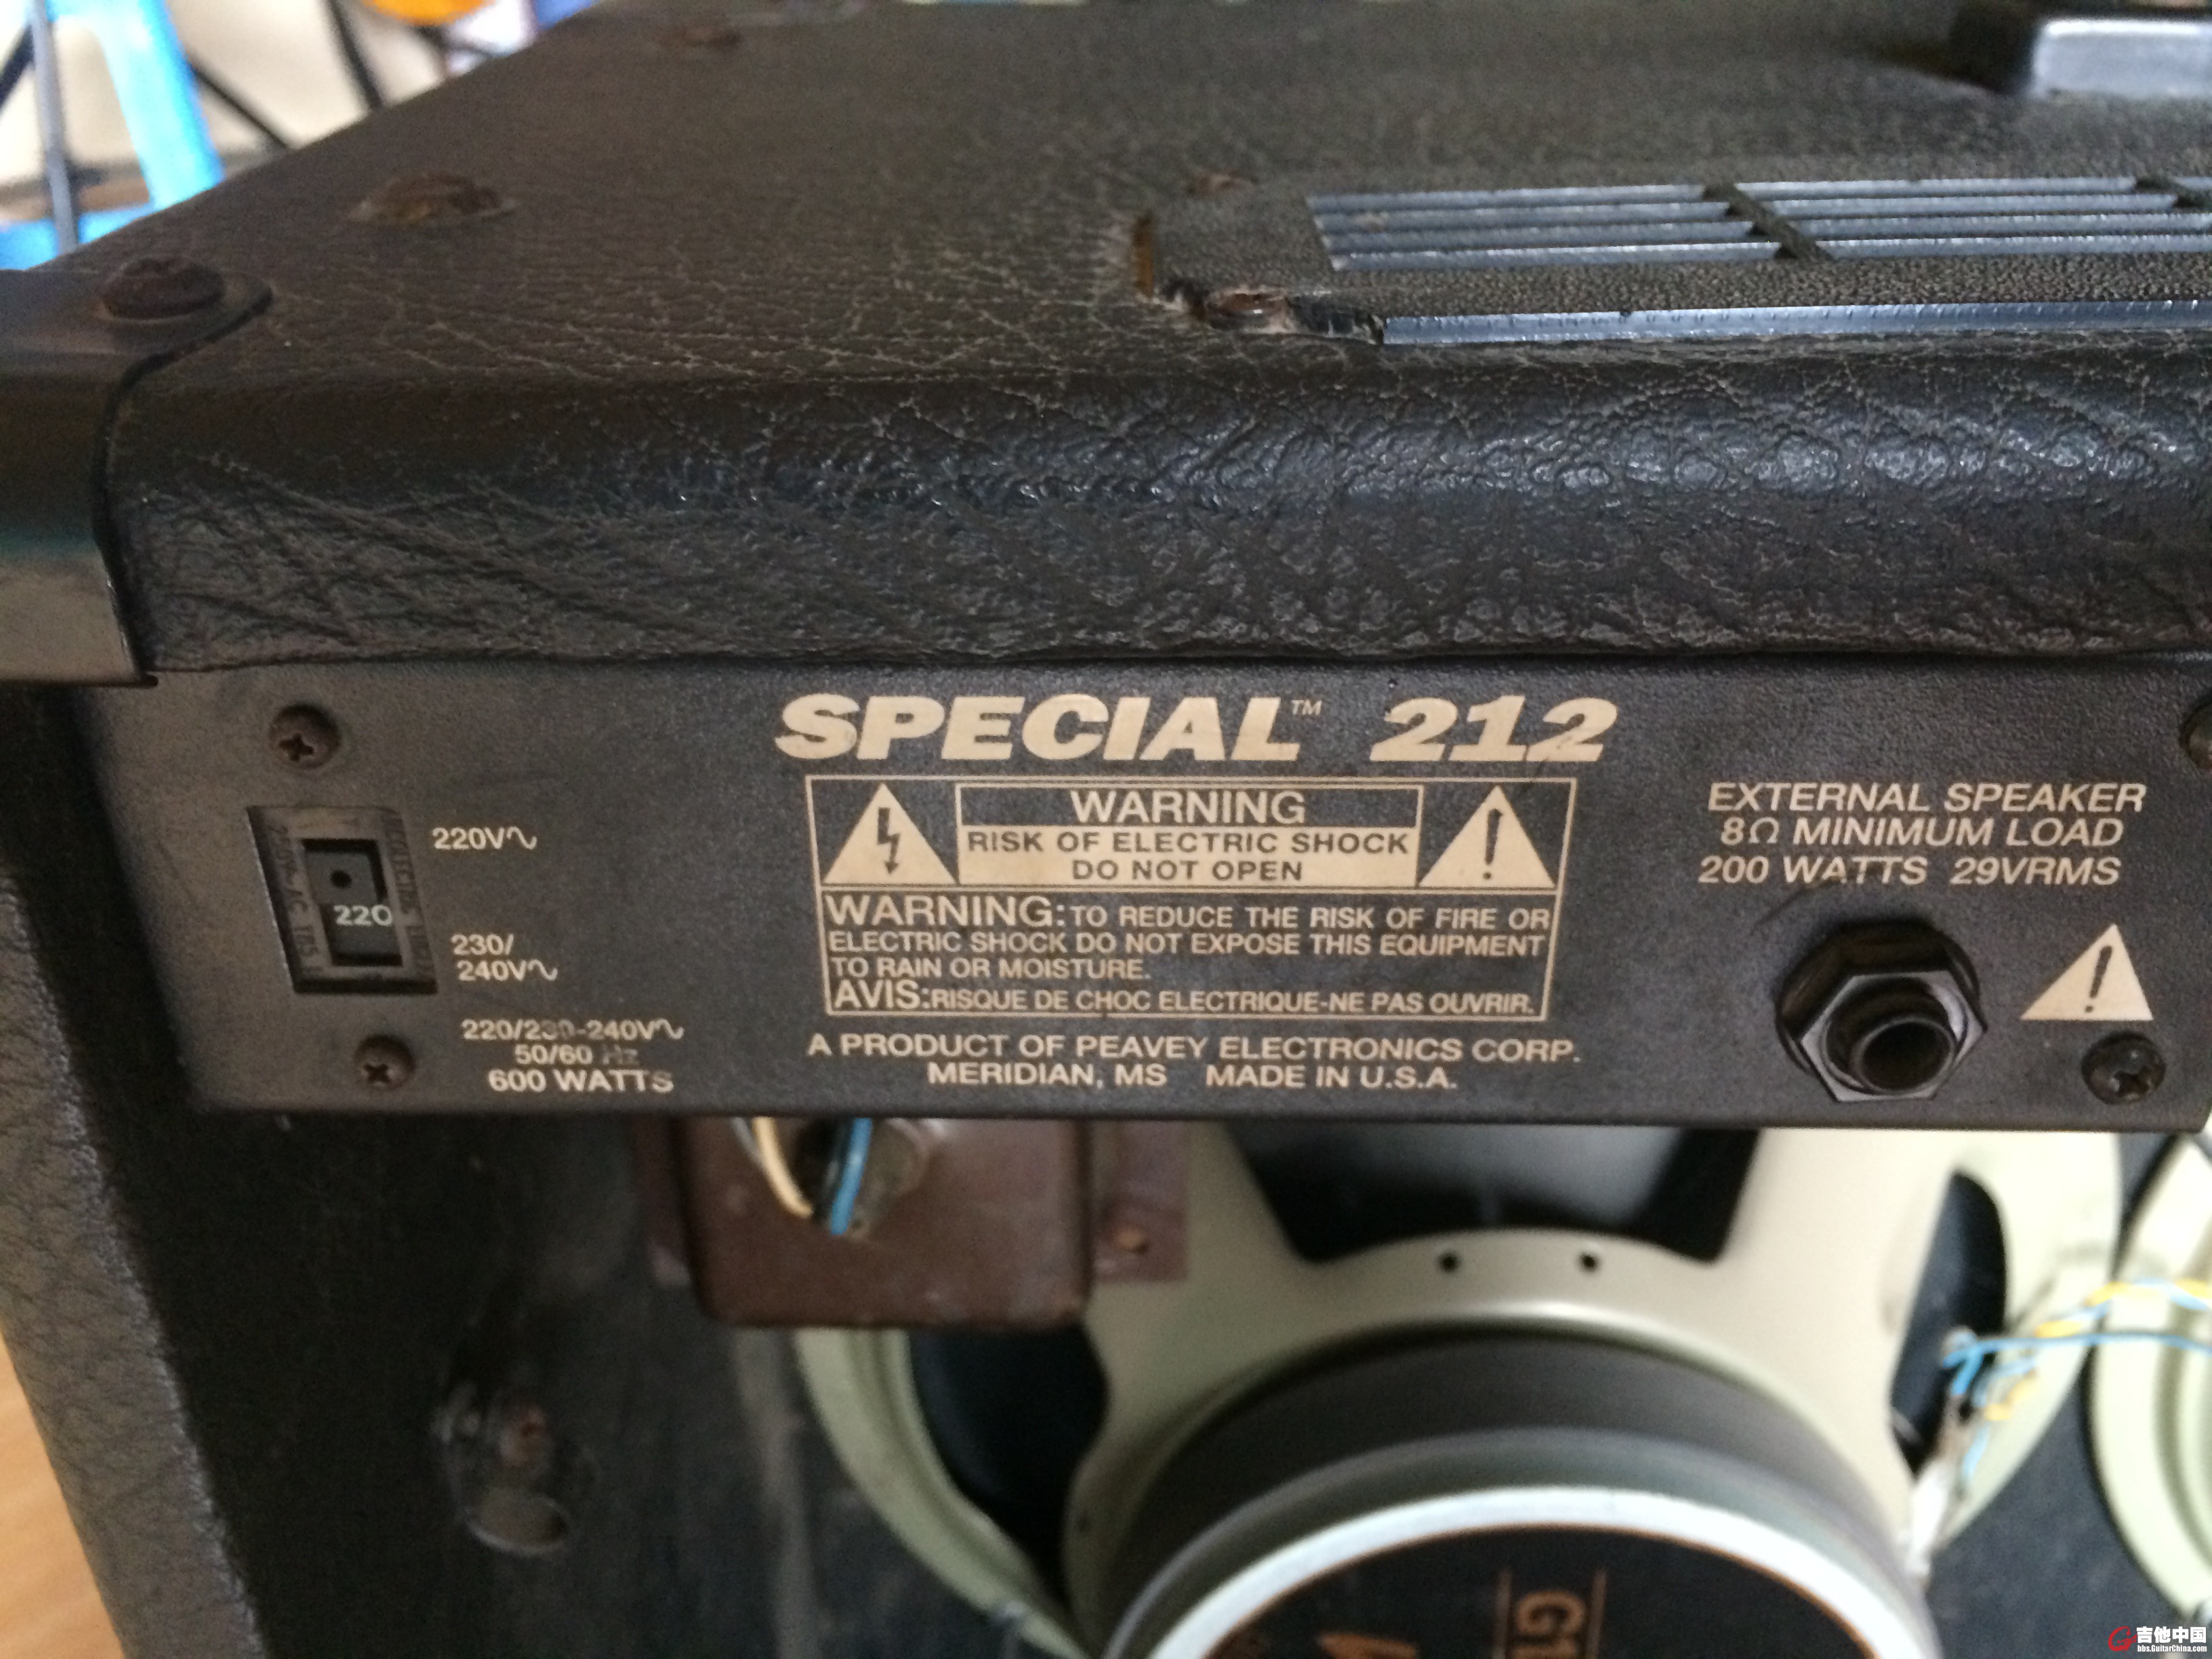 SPECIAL™ 212
220V∿
220
230/
240V∿
220/230-240V∿
50/60 Hz
600 WATTS
WARNING
RISK OF ELECTRIC SHOCK
DO NOT OPEN
WARNING: TO REDUCE THE RISK OF FIRE OR
ELECTRIC SHOCK DO NOT EXPOSE THIS EQUIPMENT
TO RAIN OR MOISTURE.
AVIS: RISQUE DE CHOC ELECTRIQUE-NE PAS OUVRIR.
A PRODUCT OF PEAVEY ELECTRONICS CORP.
MERIDIAN, MS MADE IN U.S.A.
EXTERNAL SPEAKER
8Ω MINIMUM LOAD
200 WATTS 29VRMS
吉他中国
bbs.GuitarChina.com